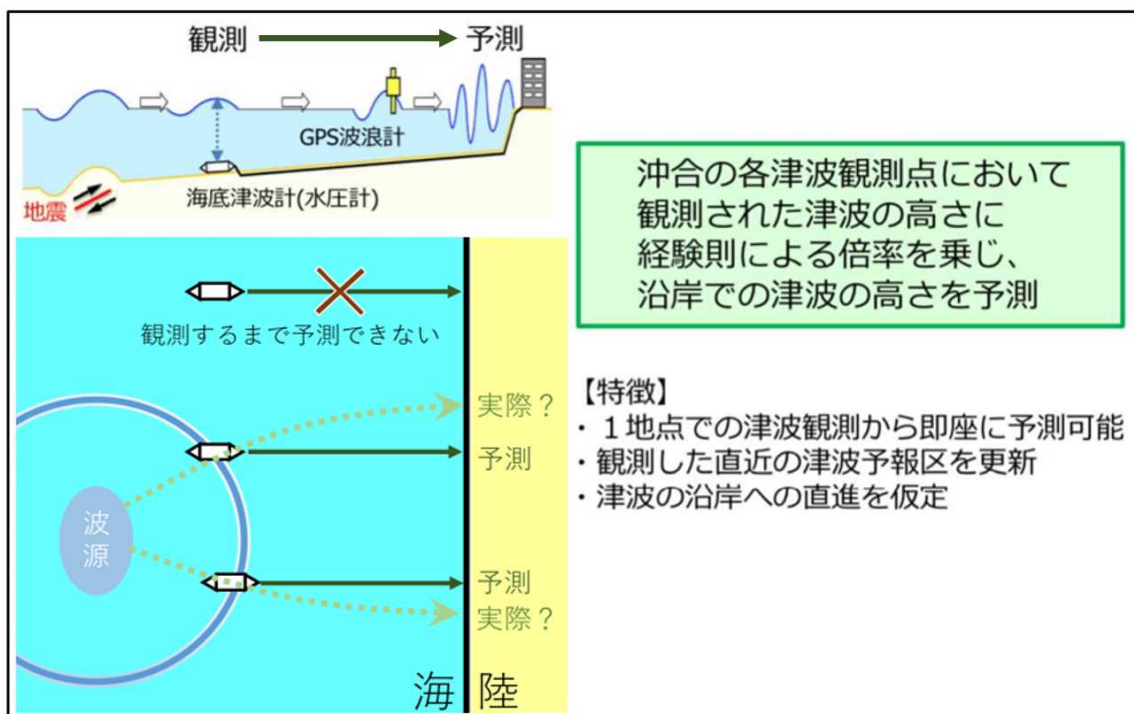 観測
予測
GPS波浪計
海底津波計(水圧計)
地震
観測するまで予測できない
実際？
予測
波
源
予測
実際？
海
陸
沖合の各津波観測点において
観測された津波の高さに
経験則による倍率を乗じ、
沿岸での津波の高さを予測
【特徴】
・１地点での津波観測から即座に予測可能
・観測した直近の津波予報区を更新
・津波の沿岸への直進を仮定